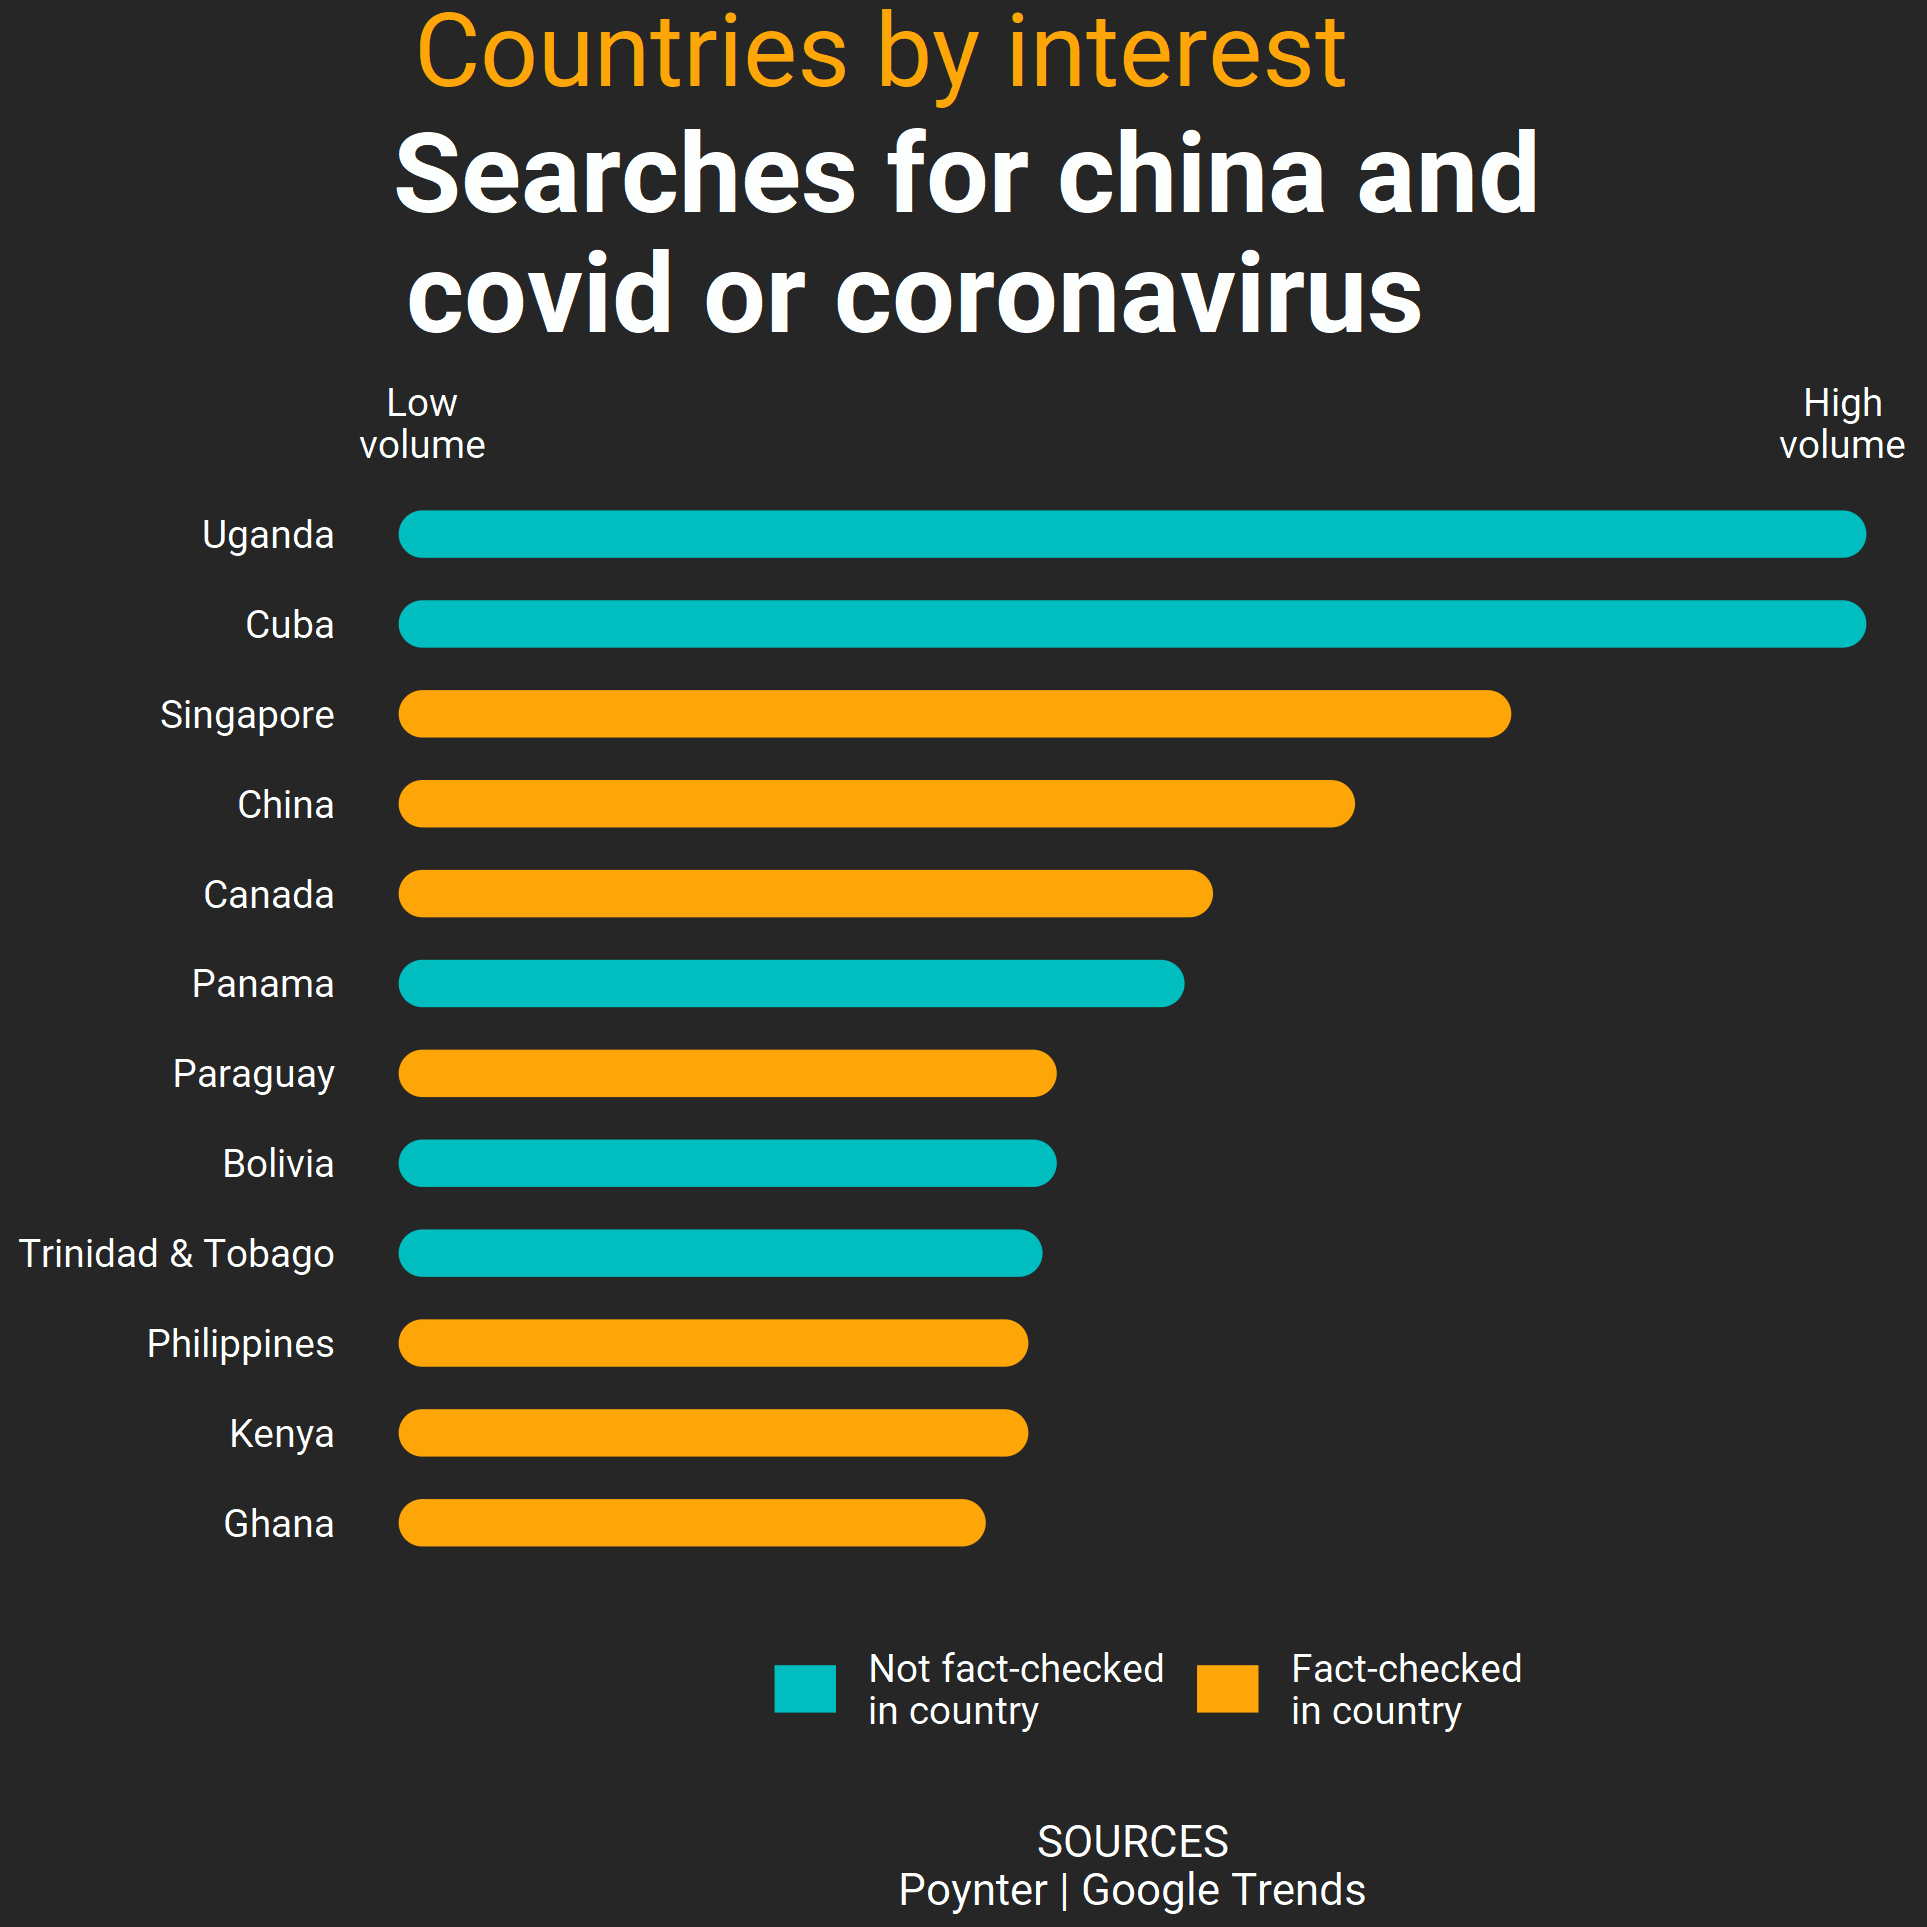 Countries by interest
Searches for china and
covid or coronavirus
Low
volume
High
volume
Uganda
Cuba
Singapore
China
Canada
Panama
Paraguay
Bolivia
Trinidad & Tobago
Philippines
Kenya
Ghana
Not fact-checked
in country
Fact-checked
in country
SOURCES
Poynter | Google Trends